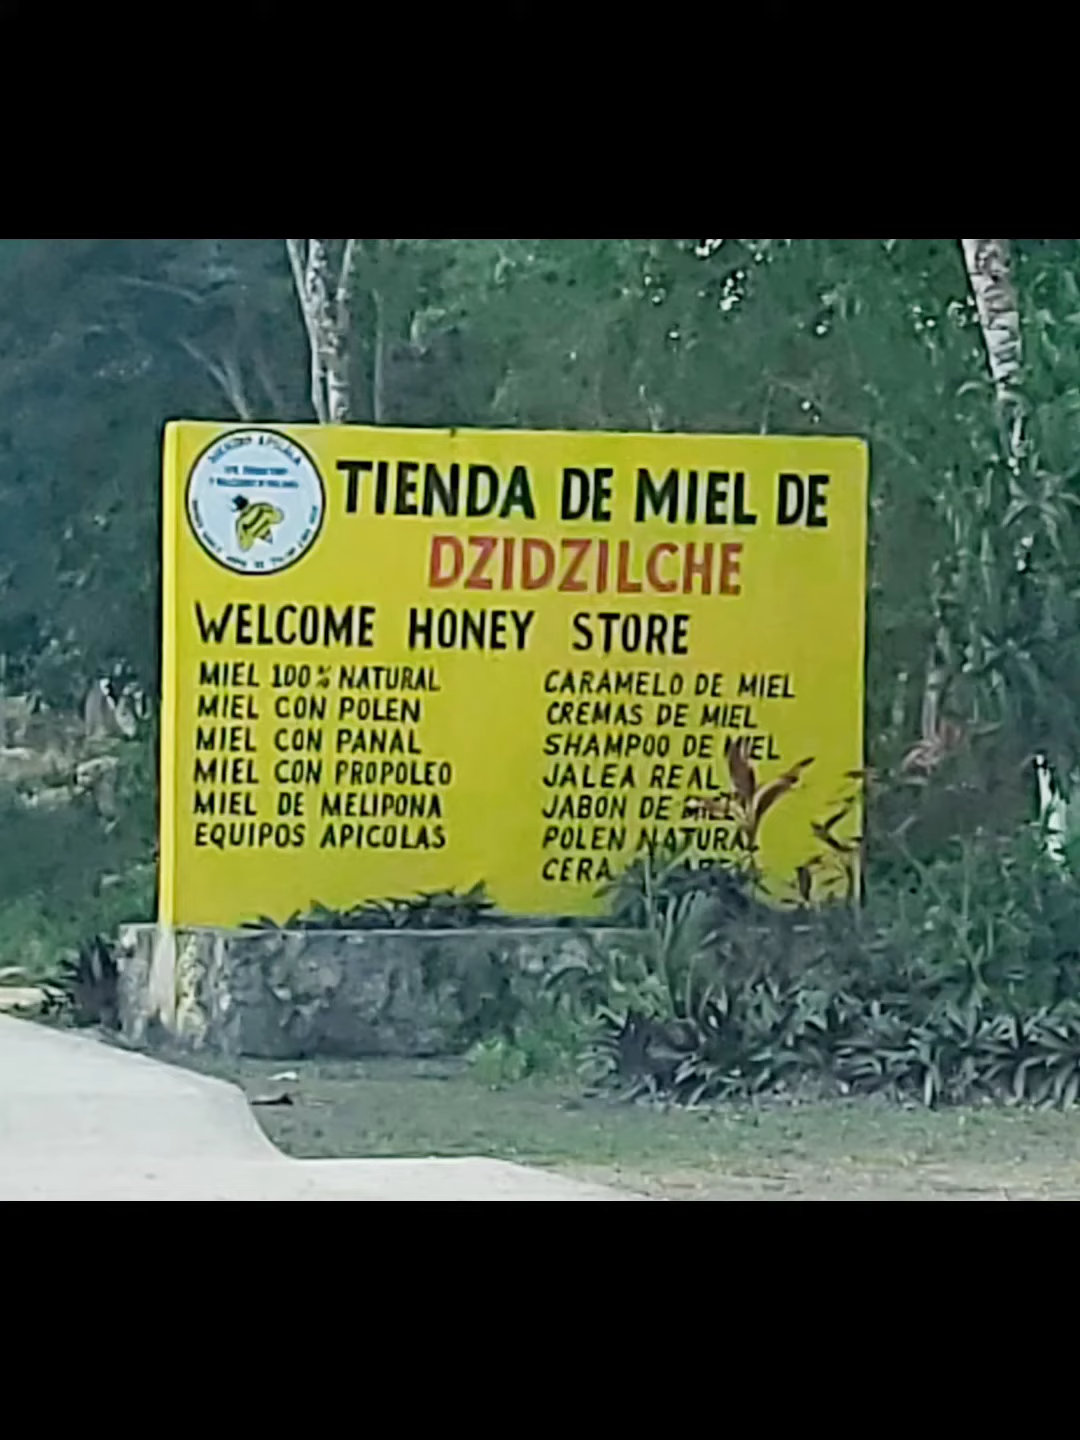 TIENDA DE MIEL DE
DZIDZILCHE
WELCOME HONEY STORE
MIEL 100% NATURAL
MIEL CON POLEN
MIEL CON PANAL
MIEL CON PROPOLEO
MIEL DE MELIPONA
EQUIPOS APICOLAS
CARAMELO DE MIEL
CREMAS DE MIEL
SHAMPOO DE MIEL
JALEA REAL
JABON DE MIEL
POLEN NATURAL
CERA